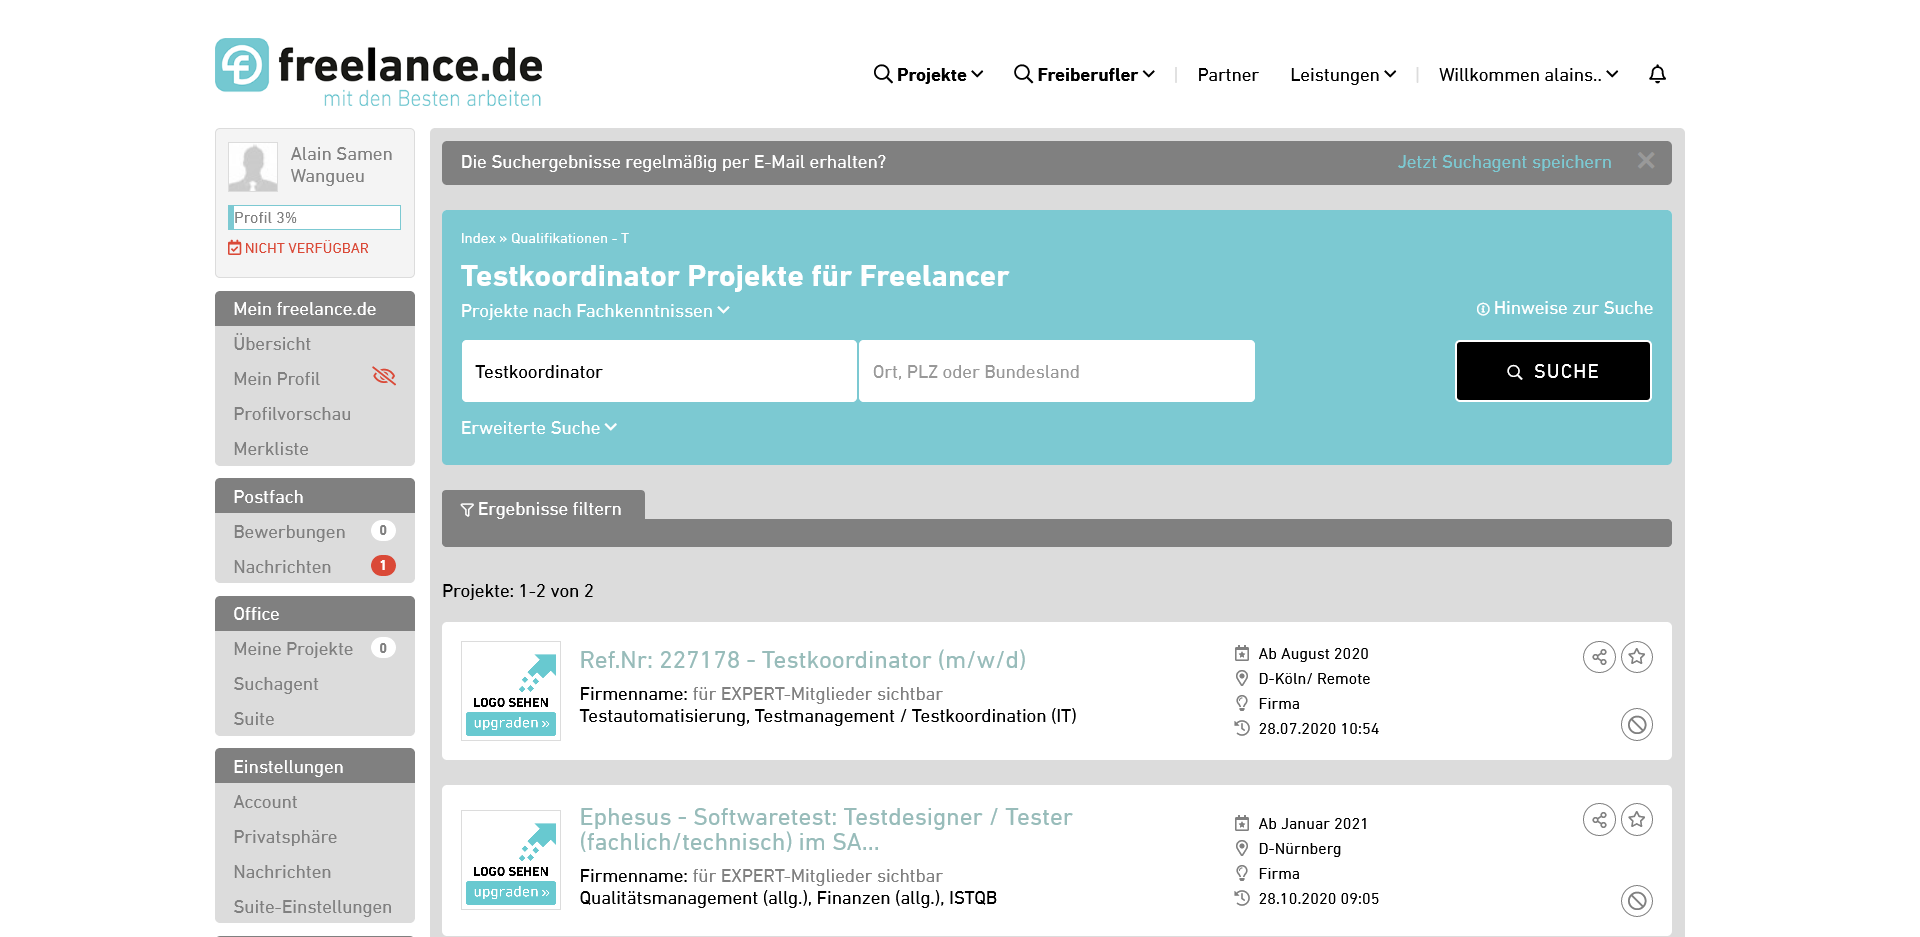 freelance.de
mit den Besten arbeiten
Projekte
Freiberufler
Partner
Leistungen
Willkommen alains..
Alain Samen
Wangueu
Profil 3%
NICHT VERFÜGBAR
Mein freelance.de
Übersicht
Mein Profil
Profilvorschau
Merkliste
Postfach
Bewerbungen 0
Nachrichten 1
Office
Meine Projekte 0
Suchagent
Suite
Einstellungen
Account
Privatsphäre
Nachrichten
Suite-Einstellungen
Die Suchergebnisse regelmäßig per E-Mail erhalten?
Jetzt Suchagent speichern
Index » Qualifikationen - T
Testkoordinator Projekte für Freelancer
Projekte nach Fachkenntnissen
Hinweise zur Suche
Testkoordinator
Ort, PLZ oder Bundesland
SUCHE
Erweiterte Suche
Ergebnisse filtern
Projekte: 1-2 von 2
LOGO SEHEN
upgraden »
Ref.Nr: 227178 - Testkoordinator (m/w/d)
Firmenname: für EXPERT-Mitglieder sichtbar
Testautomatisierung, Testmanagement / Testkoordination (IT)
Ab August 2020
D-Köln/ Remote
Firma
28.07.2020 10:54
LOGO SEHEN
upgraden »
Ephesus - Softwaretest: Testdesigner / Tester
(fachlich/technisch) im SA...
Firmenname: für EXPERT-Mitglieder sichtbar
Qualitätsmanagement (allg.), Finanzen (allg.), ISTQB
Ab Januar 2021
D-Nürnberg
Firma
28.10.2020 09:05